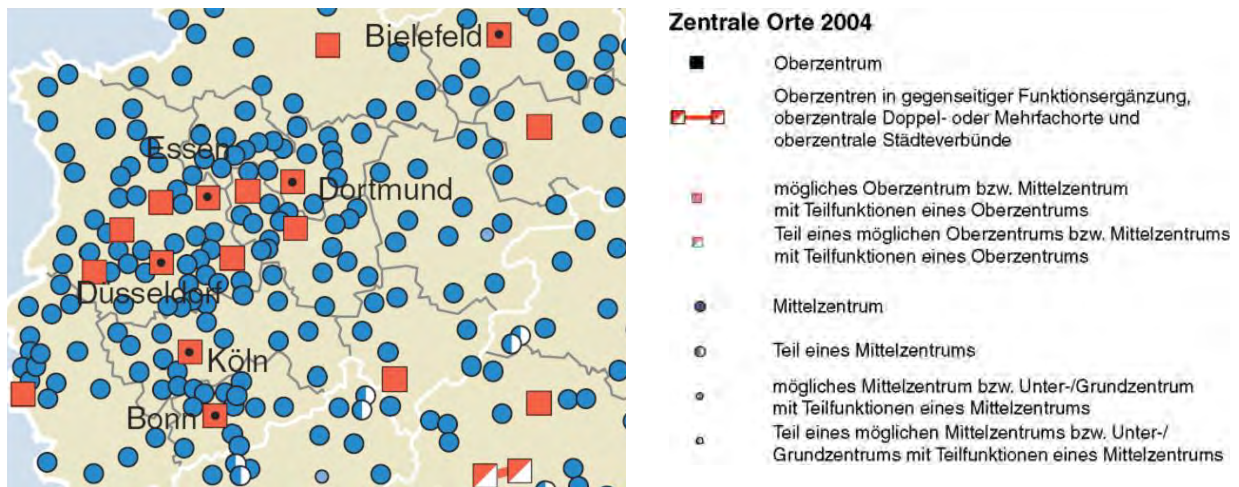 Bielefeld
Essen
Dortmund
Düsseldorf
Köln
Bonn
Zentrale Orte 2004
Oberzentrum
Oberzentren in gegenseitiger Funktionsergänzung,
oberzentrale Doppel- oder Mehrfachorte und
oberzentrale Städteverbünde
mögliches Oberzentrum bzw. Mittelzentrum
mit Teilfunktionen eines Oberzentrums
Teil eines möglichen Oberzentrums bzw. Mittelzentrums
mit Teilfunktionen eines Oberzentrums
Mittelzentrum
Teil eines Mittelzentrums
mögliches Mittelzentrum bzw. Unter-/Grundzentrum
mit Teilfunktionen eines Mittelzentrums
Teil eines möglichen Mittelzentrums bzw. Unter-/
Grundzentrums mit Teilfunktionen eines Mittelzentrums